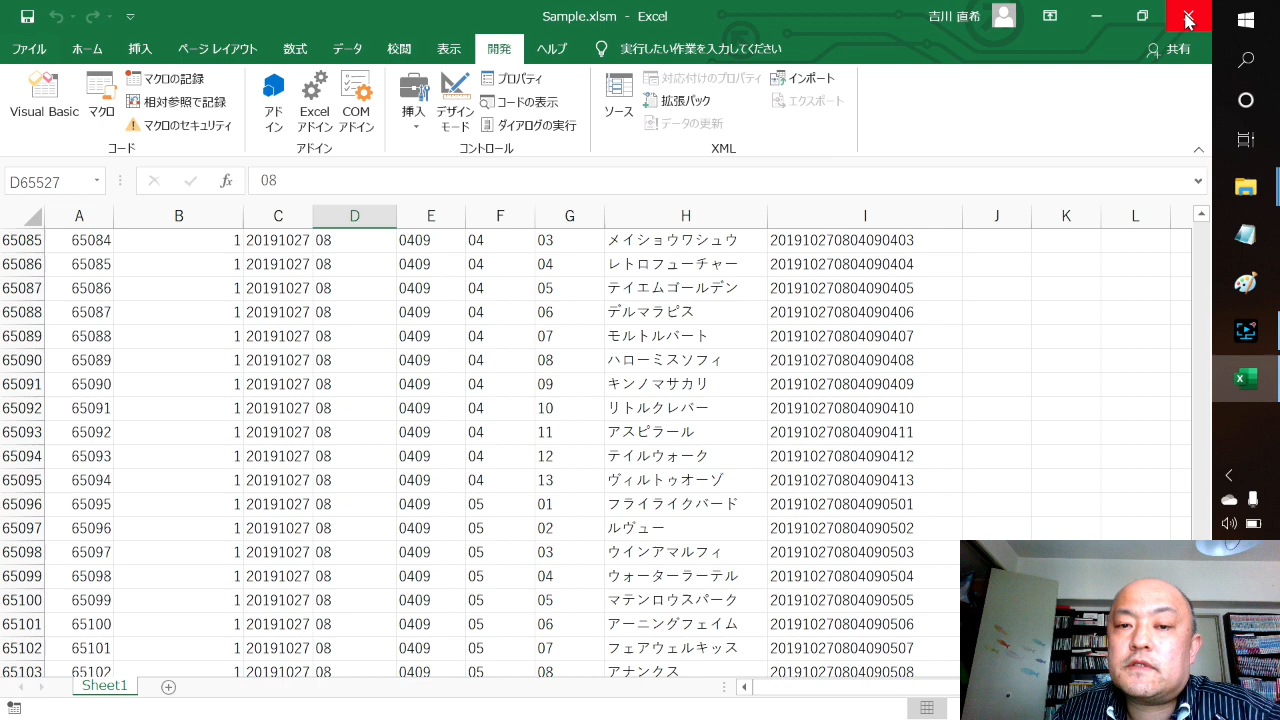 Sample.xlsm - Excel
吉川 直希
ファイル ホーム 挿入 ページ レイアウト 数式 データ 校閲 表示 開発 ヘルプ 実行したい作業を入力してください 共有
Visual Basic
マクロ
マクロの記録
相対参照で記録
マクロのセキュリティ
コード
アドイン
Excel アドイン
COM アドイン
アドイン
挿入
デザイン モード
プロパティ
コードの表示
ダイアログの実行
コントロール
ソース
対応付けのプロパティ
拡張パック
データの更新
インポート
エクスポート
XML
D65527 fx 08
A B C D E F G H I J K L
65085 65084 1 20191027 08 0409 04 03 メイショウワシュウ 201910270804090403
65086 65085 1 20191027 08 0409 04 04 レトロフューチャー 201910270804090404
65087 65086 1 20191027 08 0409 04 05 テイエムゴールデン 201910270804090405
65088 65087 1 20191027 08 0409 04 06 デルマラピス 201910270804090406
65089 65088 1 20191027 08 0409 04 07 モルトルバート 201910270804090407
65090 65089 1 20191027 08 0409 04 08 ハローミスソフィ 201910270804090408
65091 65090 1 20191027 08 0409 04 09 キンノマサカリ 201910270804090409
65092 65091 1 20191027 08 0409 04 10 リトルクレバー 201910270804090410
65093 65092 1 20191027 08 0409 04 11 アスピラール 201910270804090411
65094 65093 1 20191027 08 0409 04 12 テイルウォーク 201910270804090412
65095 65094 1 20191027 08 0409 04 13 ヴィルトゥオーゾ 201910270804090413
65096 65095 1 20191027 08 0409 05 01 フライライクバード 201910270804090501
65097 65096 1 20191027 08 0409 05 02 ルヴュー 201910270804090502
65098 65097 1 20191027 08 0409 05 03 ウインアマルフィ 201910270804090503
65099 65098 1 20191027 08 0409 05 04 ウォーターラーテル 201910270804090504
65100 65099 1 20191027 08 0409 05 05 マテンロウスパーク 201910270804090505
65101 65100 1 20191027 08 0409 05 06 アーニングフェイム 201910270804090506
65102 65101 1 20191027 08 0409 05 07 フェアウェルキッス 201910270804090507
65103 65102 1 20191027 08 0409 05 08 アナンクス 201910270804090508
Sheet1